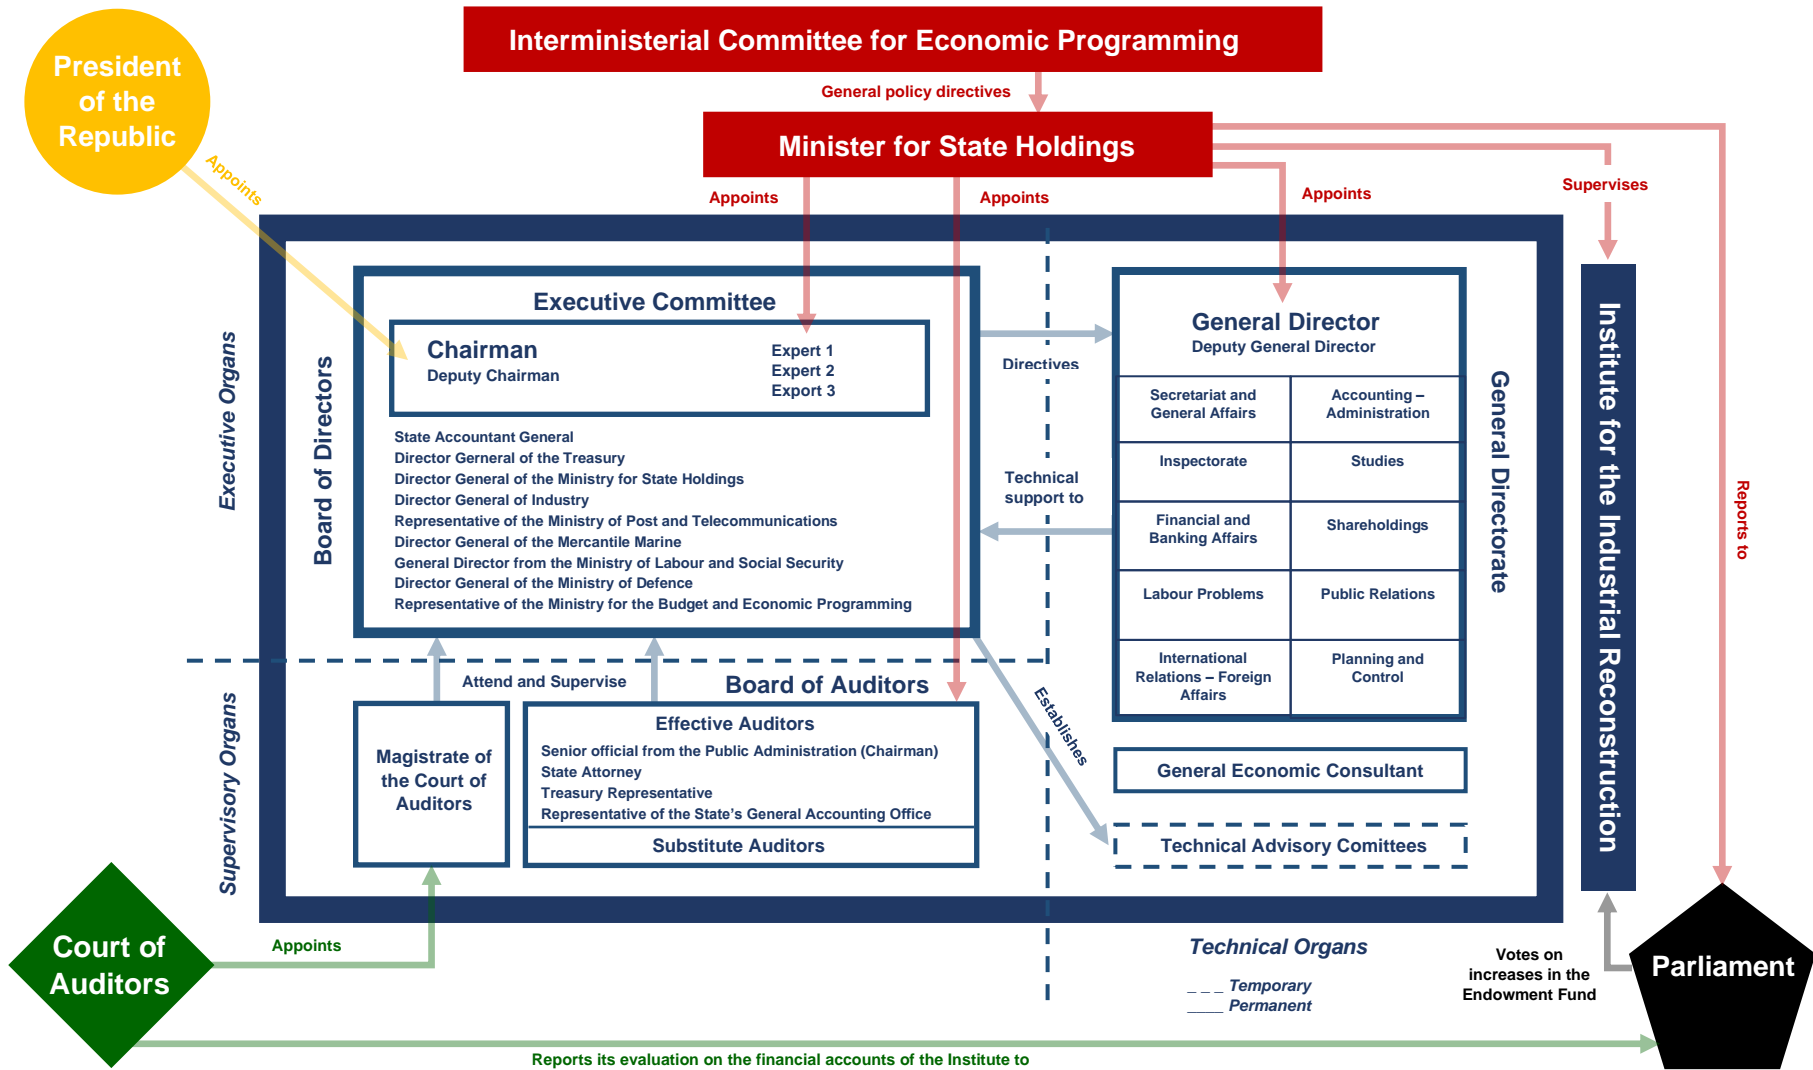 Interministerial Committee for Economic Programming
President
of the
Republic
General policy directives
Minister for State Holdings
Appoints
Appoints
Appoints
Appoints
Supervises
Executive Organs
Board of Directors
Executive Committee
Chairman
Deputy Chairman
Expert 1
Expert 2
Export 3
State Accountant General
Director Gerneral of the Treasury
Director General of the Ministry for State Holdings
Director General of Industry
Representative of the Ministry of Post and Telecommunications
Director General of the Mercantile Marine
General Director from the Ministry of Labour and Social Security
Director General of the Ministry of Defence
Representative of the Ministry for the Budget and Economic Programming
Directives
Technical
support to
General Director
Deputy General Director
Secretariat and
General Affairs
Accounting –
Administration
Inspectorate
Studies
Financial and
Banking Affairs
Shareholdings
Labour Problems
Public Relations
International
Relations – Foreign
Affairs
Planning and
Control
General Directorate
Institute for the Industrial Reconstruction
Reports to
Supervisory Organs
Attend and Supervise
Board of Auditors
Magistrate of
the Court of
Auditors
Effective Auditors
Senior official from the Public Administration (Chairman)
State Attorney
Treasury Representative
Representative of the State’s General Accounting Office
Substitute Auditors
Establishes
General Economic Consultant
Technical Advisory Comittees
Court of
Auditors
Appoints
Technical Organs
_ _ _ Temporary
____ Permanent
Votes on
increases in the
Endowment Fund
Parliament
Reports its evaluation on the financial accounts of the Institute to